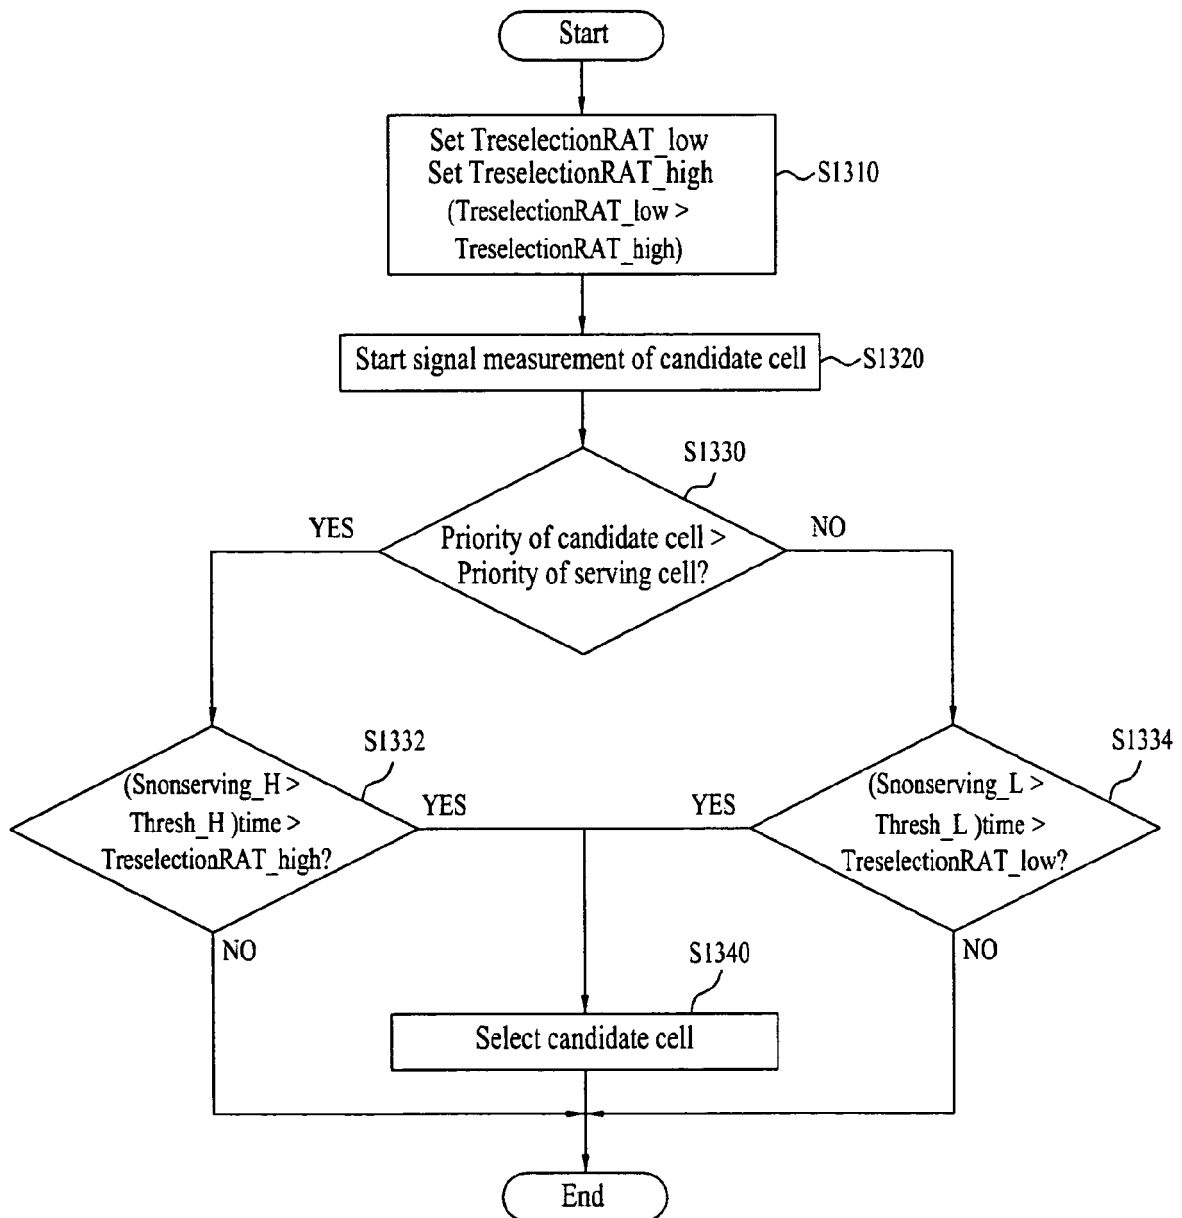 Start
Set TreselectionRAT_low
Set TreselectionRAT_high
(TreselectionRAT_low >
TreselectionRAT_high)
S1310
Start signal measurement of candidate cell
S1320
S1330
YES
Priority of candidate cell >
Priority of serving cell?
NO
S1332
(Snonserving_H >
Thresh_H )time >
TreselectionRAT_high?
YES
NO
S1334
(Snonserving_L >
Thresh_L )time >
TreselectionRAT_low?
YES
NO
S1340
Select candidate cell
End